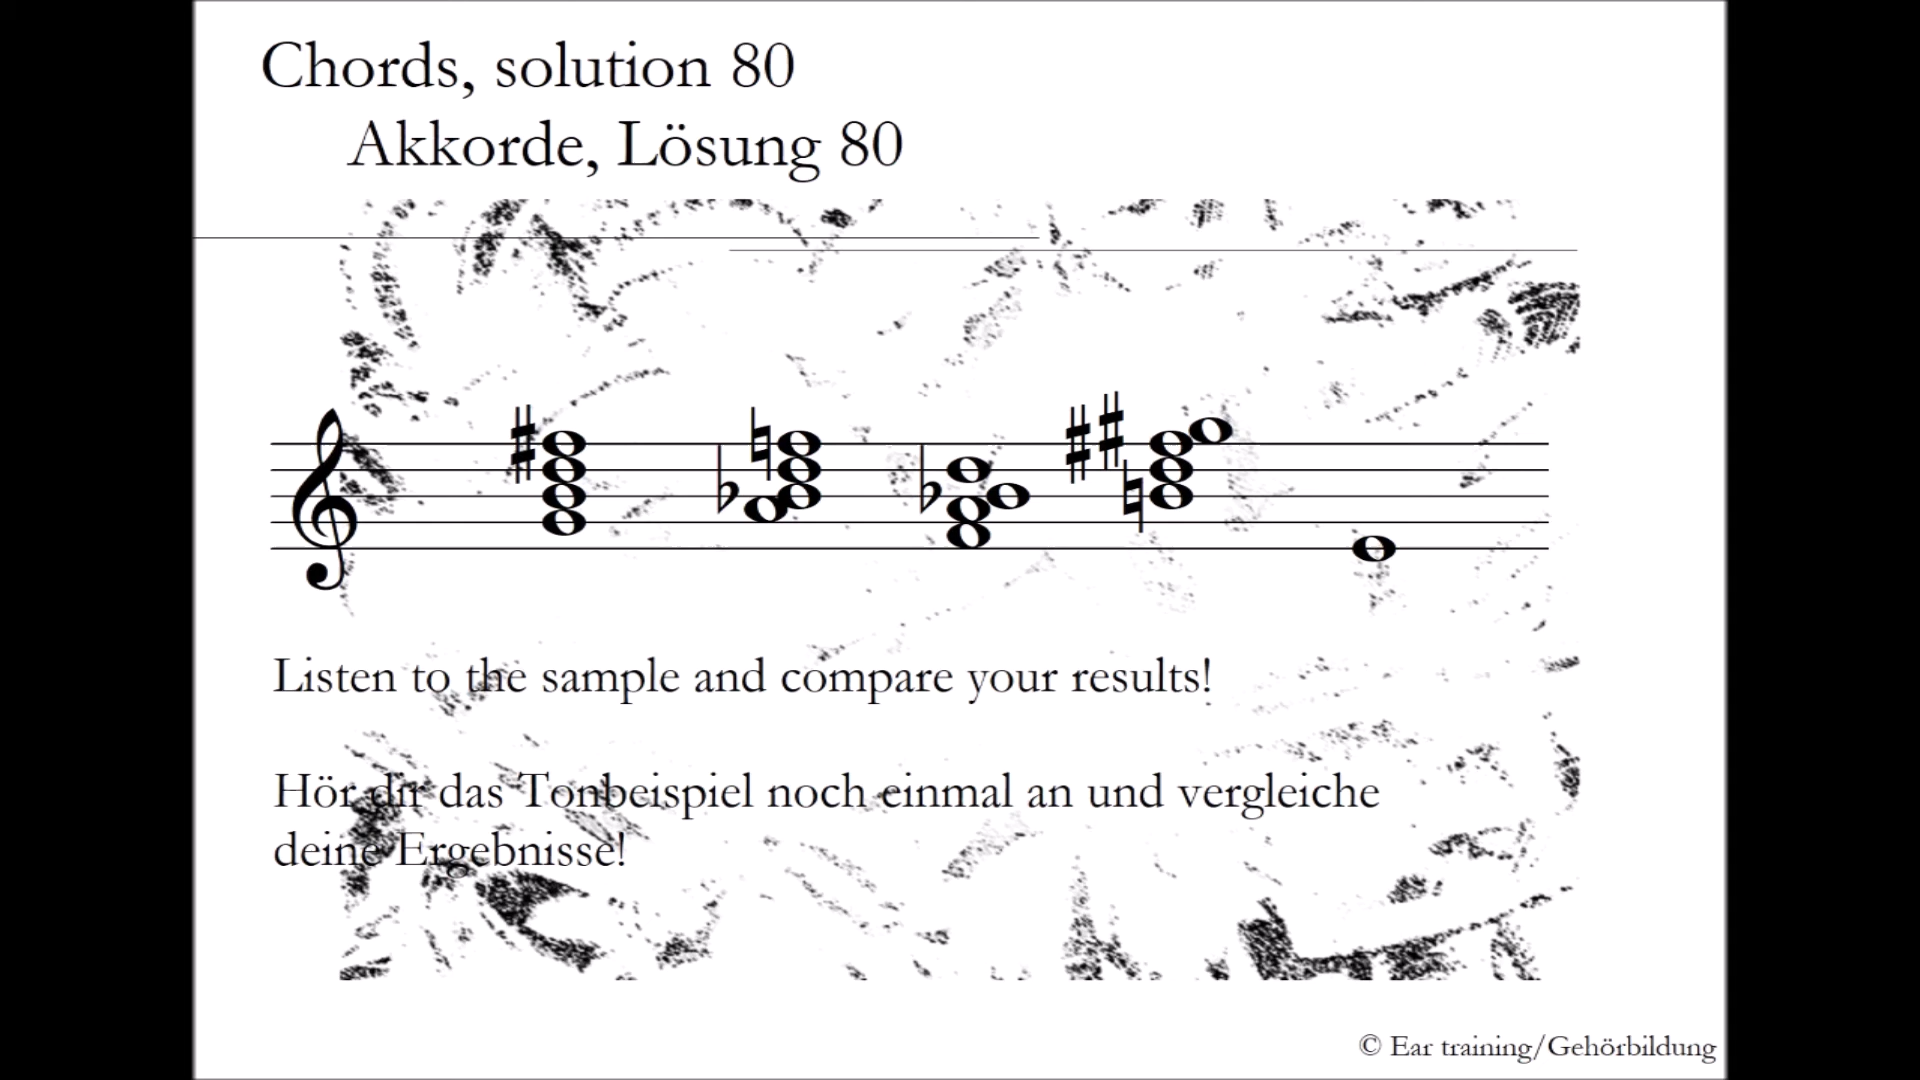 Chords, solution 80
Akkorde, Lösung 80
Listen to the sample and compare your results!
Hör dir das Tonbeispiel noch einmal an und vergleiche
deine Ergebnisse!
© Ear training/Gehörbildung